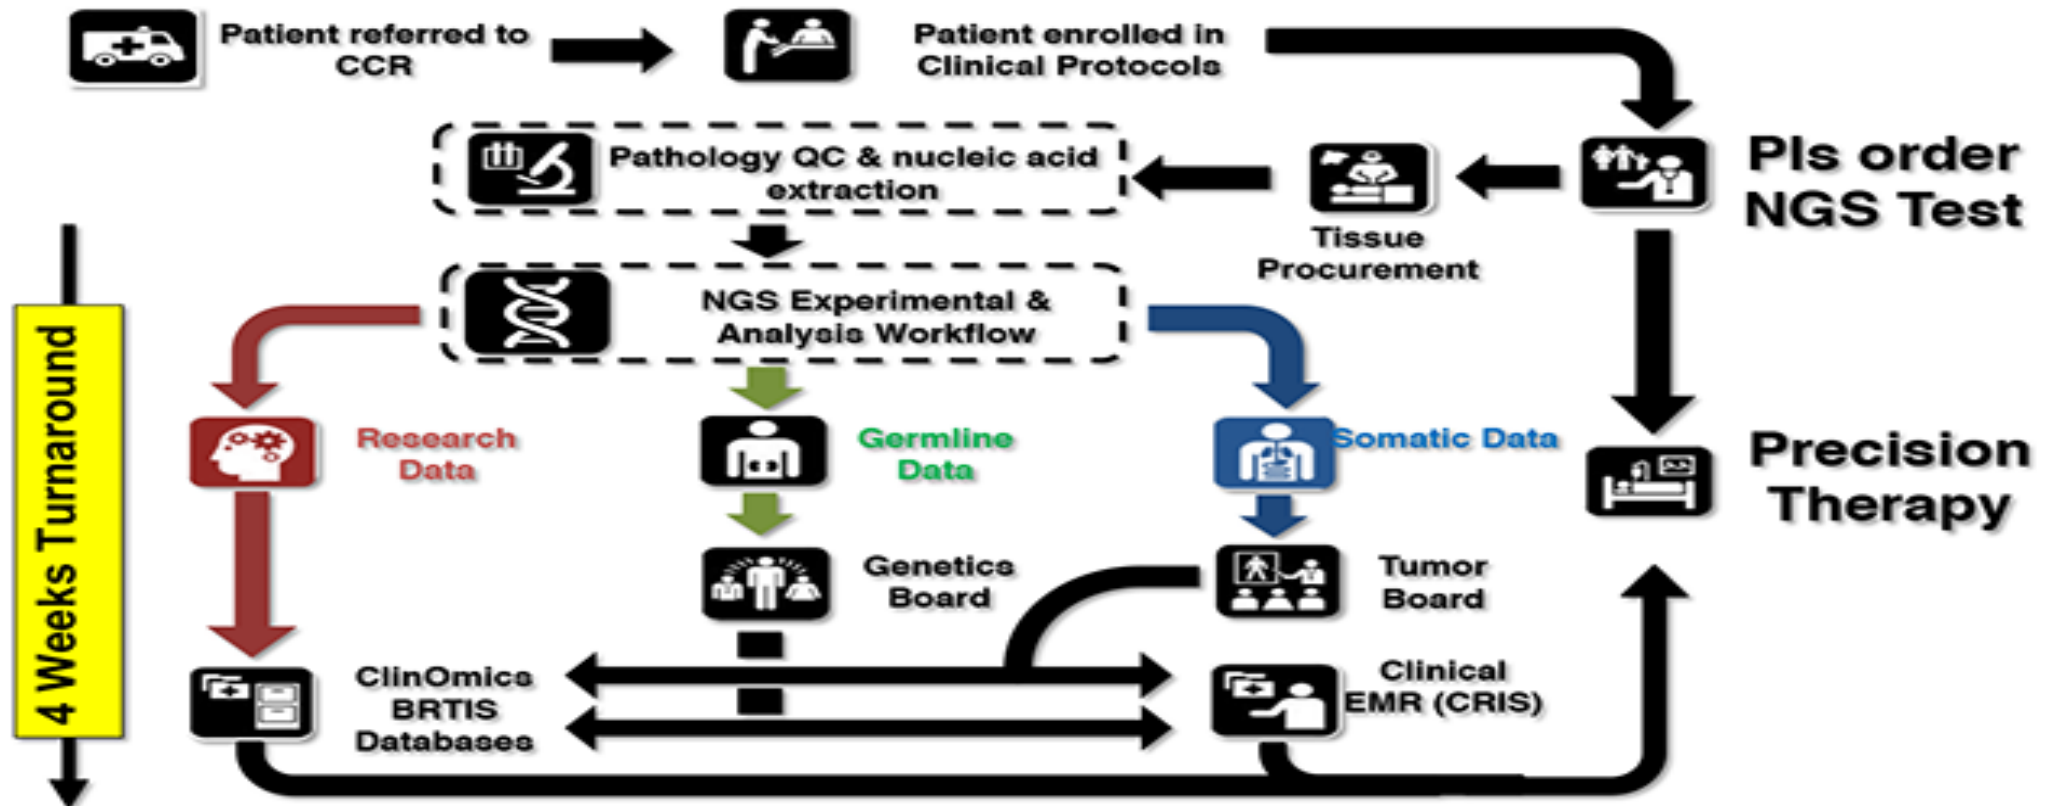 Patient referred to
CCR
Patient enrolled in
Clinical Protocols
PIs order
NGS Test
Tissue
Procurement
Pathology QC & nucleic acid
extraction
NGS Experimental &
Analysis Workflow
4 Weeks Turnaround
Research
Data
Germline
Data
Somatic Data
Precision
Therapy
Genetics
Board
Tumor
Board
ClinOmics
BRTIS
Databases
Clinical
EMR (CRIS)